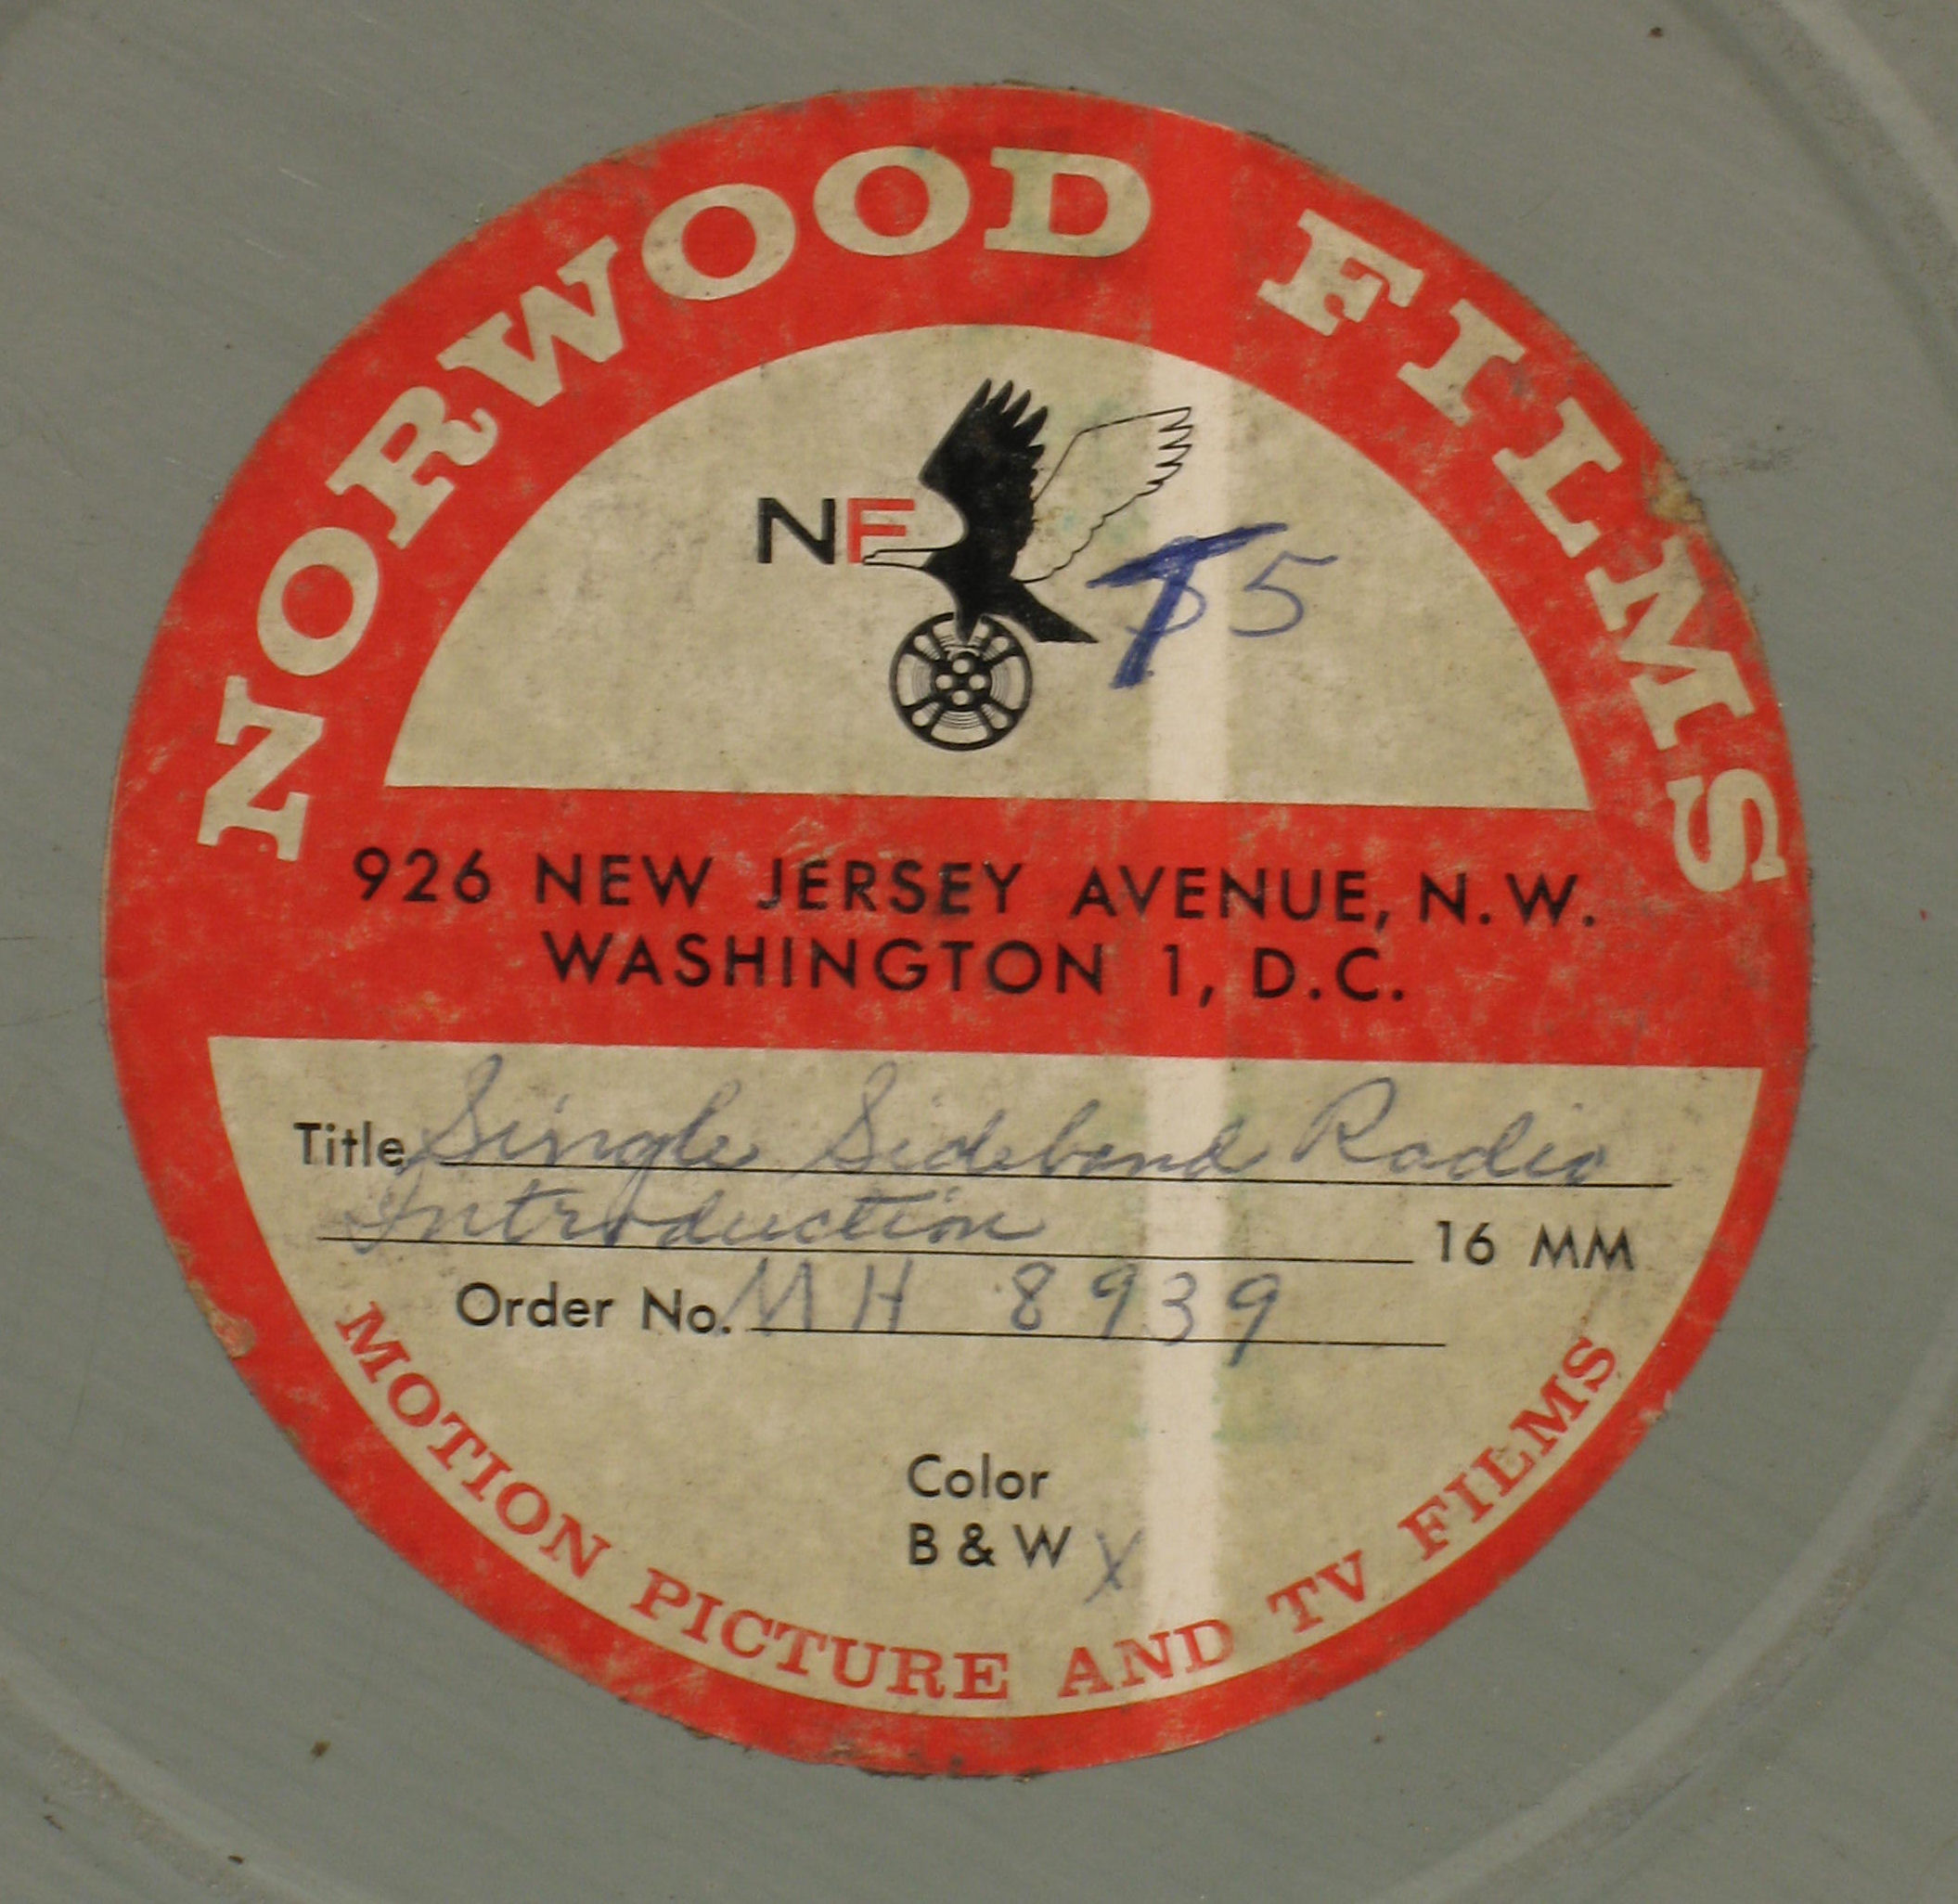 NORWOOD FILMS
NF
926 NEW JERSEY AVENUE, N.W.
WASHINGTON 1, D.C.
Title Single Sideband Radio
Introduction 16 MM
Order No. MH 8939
Color
B & W X
MOTION PICTURE AND TV FILMS